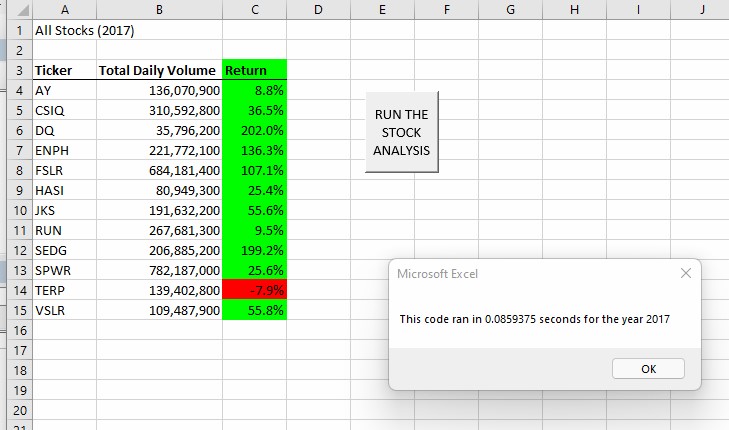 A B C D E F G H I J
1 All Stocks (2017)
2
3 Ticker Total Daily Volume Return
4 AY 136,070,900 8.8%
5 CSIQ 310,592,800 36.5%
6 DQ 35,796,200 202.0%
7 ENPH 221,772,100 136.3%
8 FSLR 684,181,400 107.1%
9 HASI 80,949,300 25.4%
10 JKS 191,632,200 55.6%
11 RUN 267,681,300 9.5%
12 SEDG 206,885,200 199.2%
13 SPWR 782,187,000 25.6%
14 TERP 139,402,800 -7.9%
15 VSLR 109,487,900 55.8%
16
17
18
19
20
21
RUN THE
STOCK
ANALYSIS
Microsoft Excel
This code ran in 0.0859375 seconds for the year 2017
OK